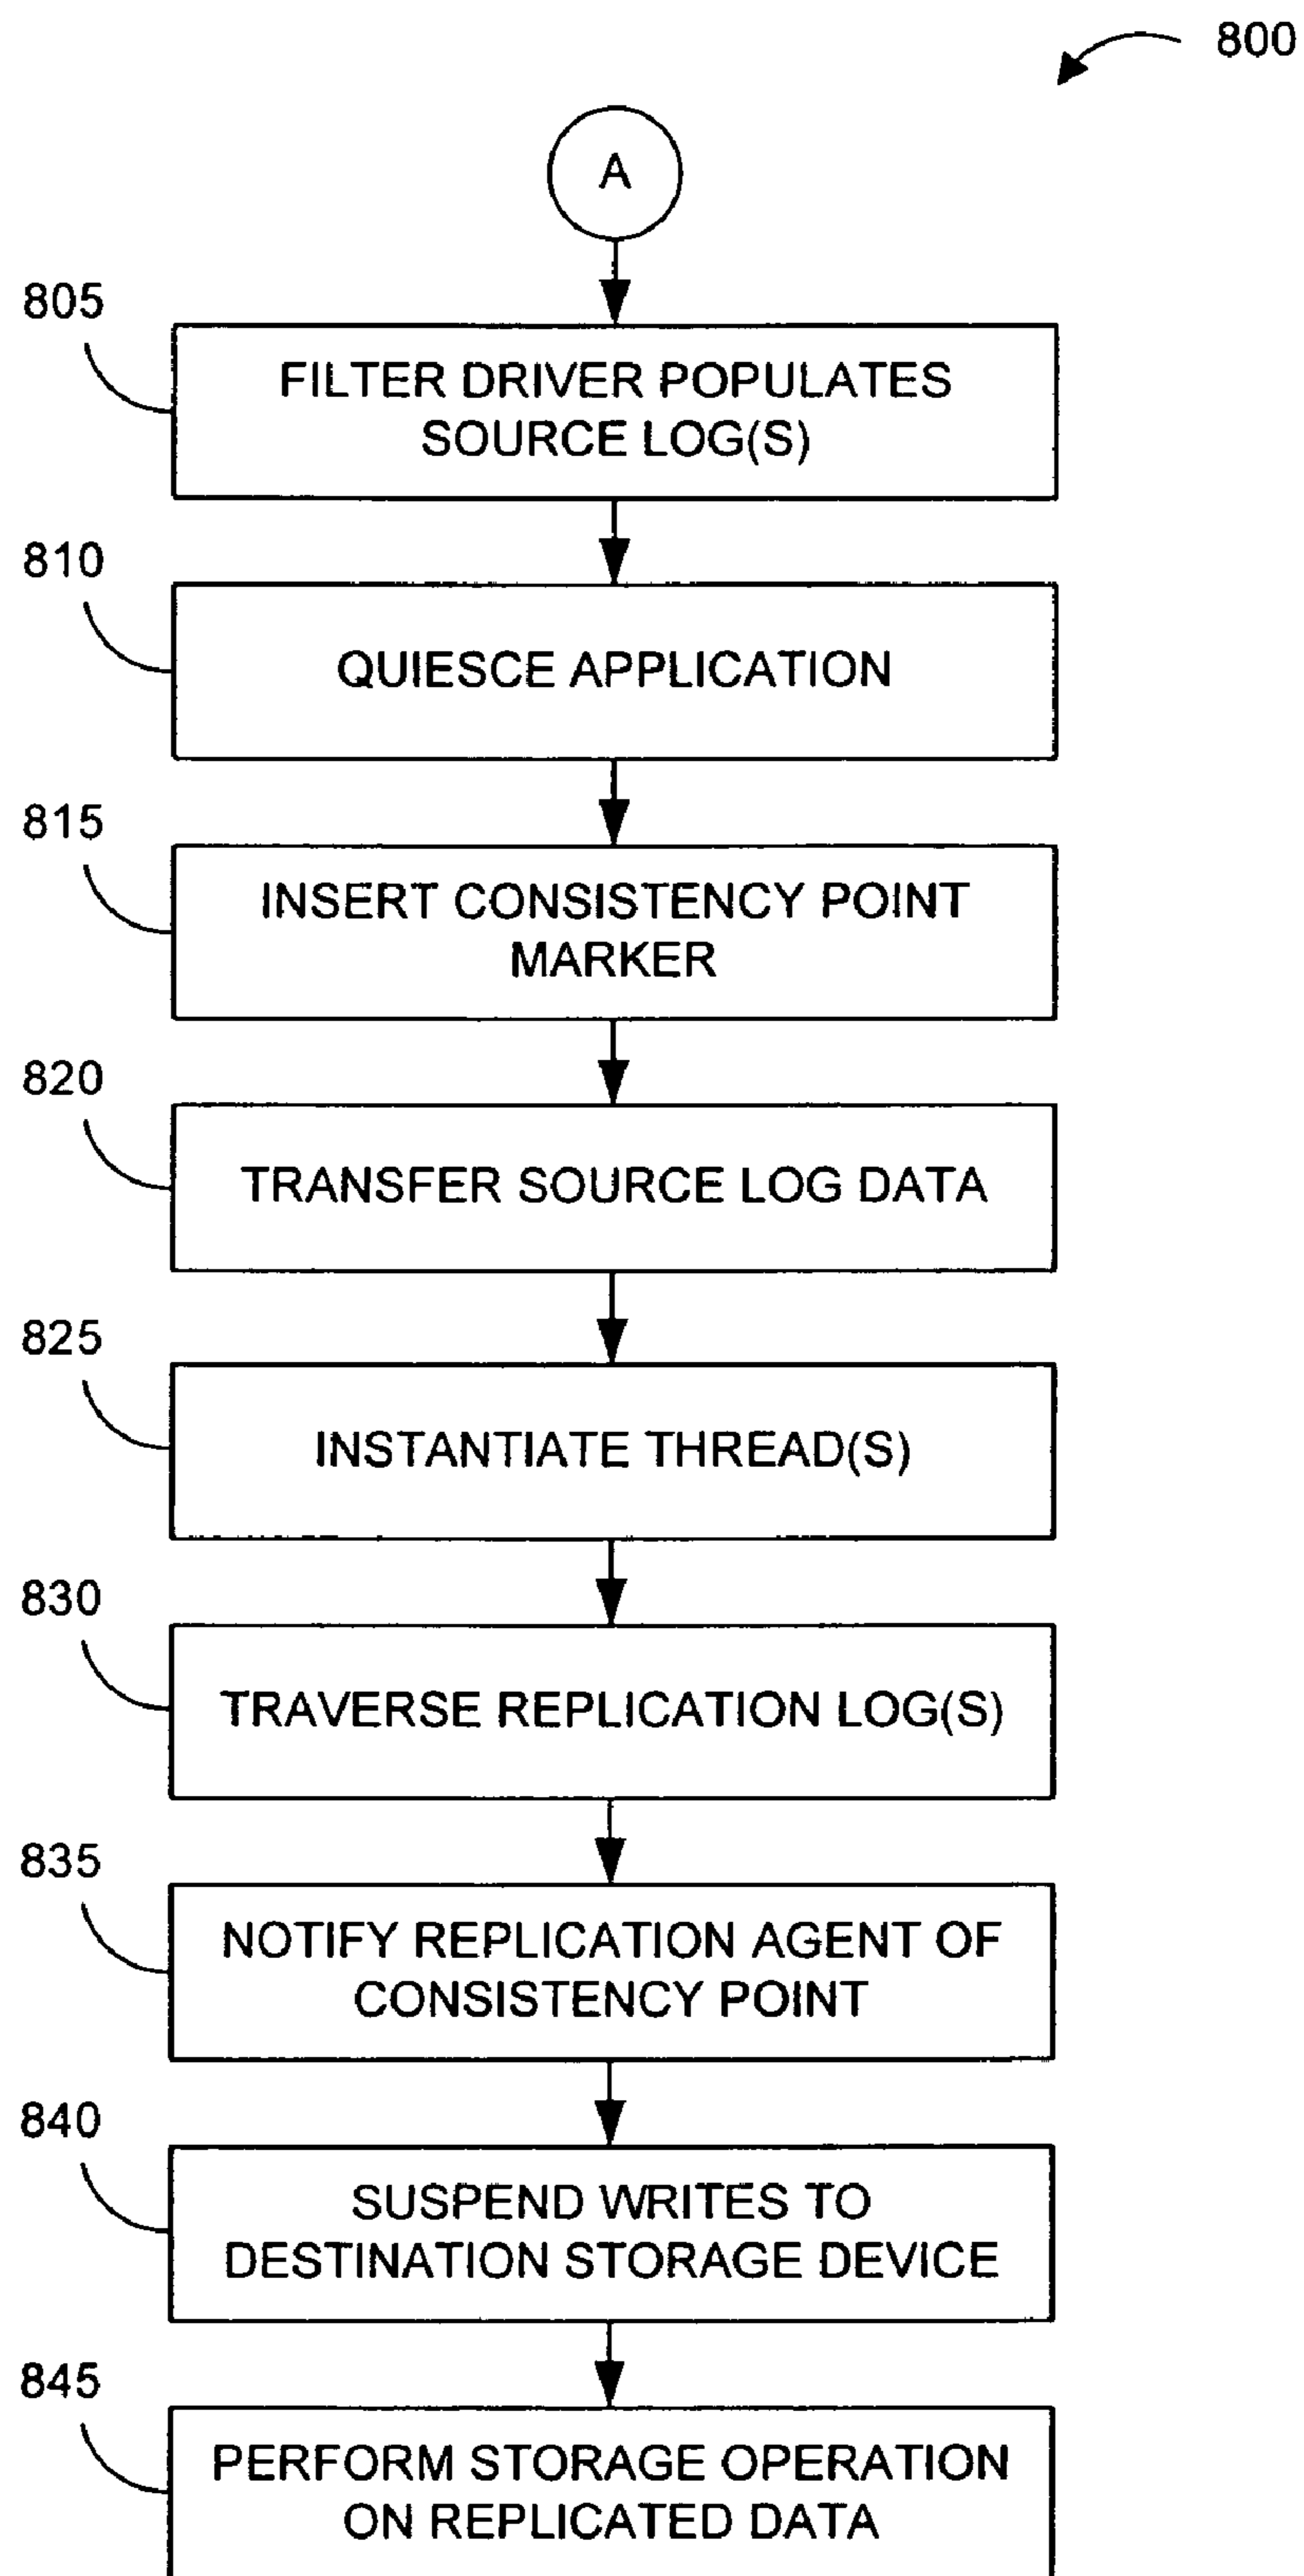 800
A
805
FILTER DRIVER POPULATES
SOURCE LOG(S)
810
QUIESCE APPLICATION
815
INSERT CONSISTENCY POINT
MARKER
820
TRANSFER SOURCE LOG DATA
825
INSTANTIATE THREAD(S)
830
TRAVERSE REPLICATION LOG(S)
835
NOTIFY REPLICATION AGENT OF
CONSISTENCY POINT
840
SUSPEND WRITES TO
DESTINATION STORAGE DEVICE
845
PERFORM STORAGE OPERATION
ON REPLICATED DATA